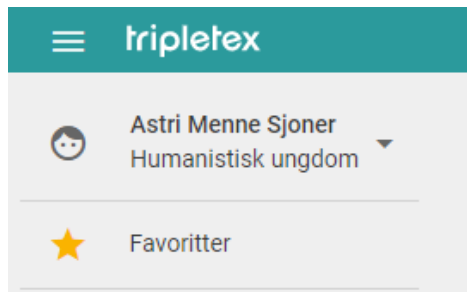 tripletex
Astri Menne Sjoner
Humanistisk ungdom
Favoritter